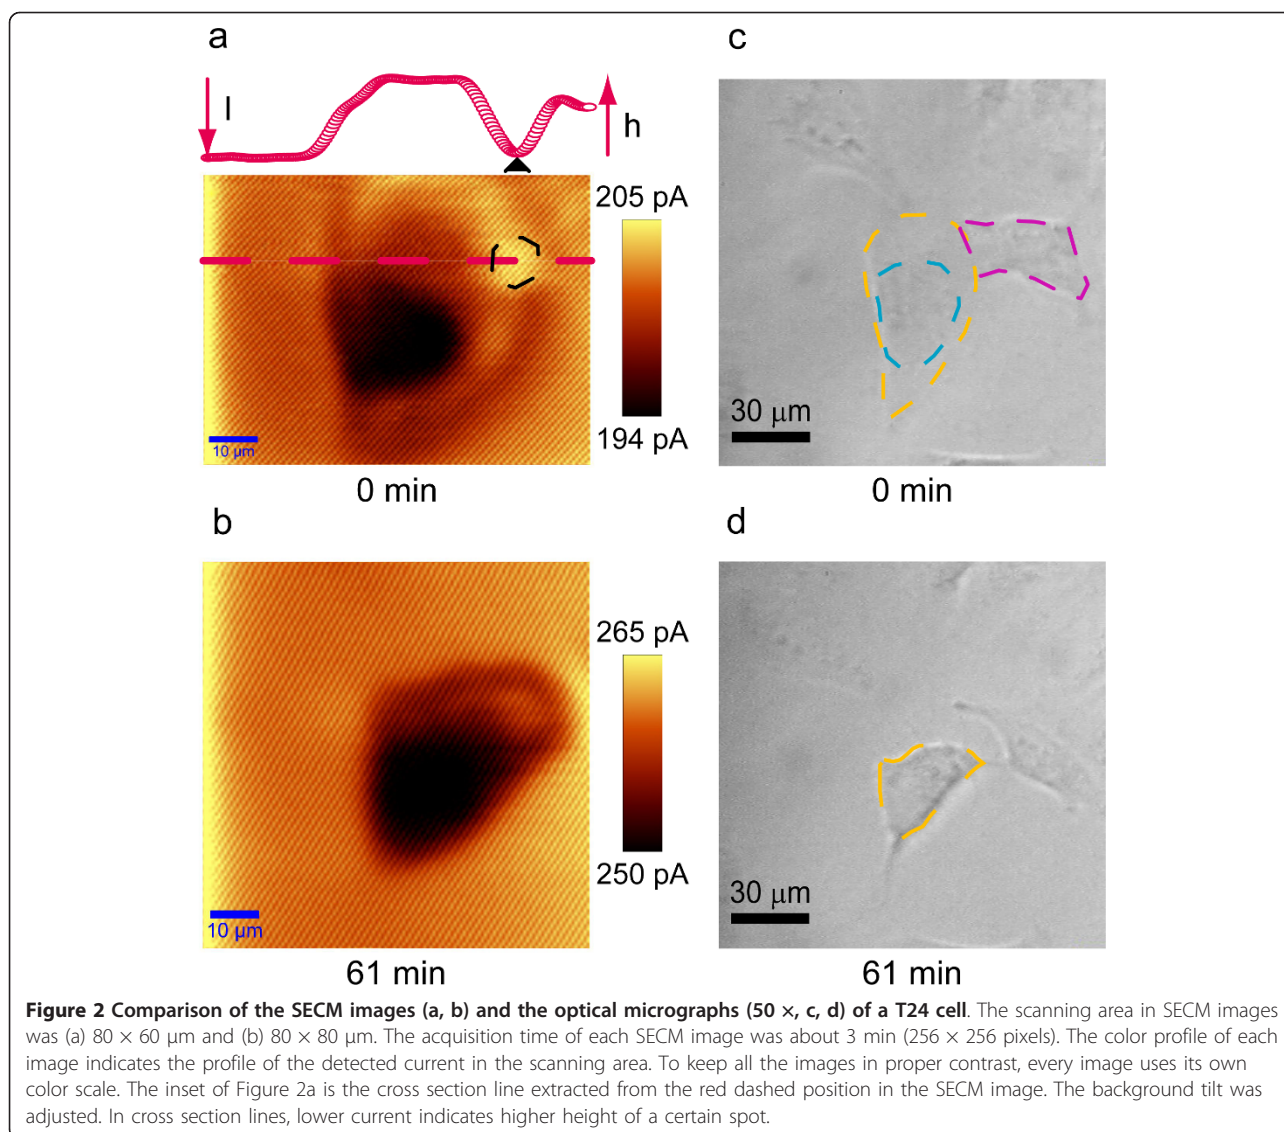 a
l
h
205 pA
194 pA
10 μm
0 min
c
30 μm
0 min
b
265 pA
250 pA
10 μm
61 min
d
30 μm
61 min
Figure 2 Comparison of the SECM images (a, b) and the optical micrographs (50 ×, c, d) of a T24 cell. The scanning area in SECM images
was (a) 80 × 60 μm and (b) 80 × 80 μm. The acquisition time of each SECM image was about 3 min (256 × 256 pixels). The color profile of each
image indicates the profile of the detected current in the scanning area. To keep all the images in proper contrast, every image uses its own
color scale. The inset of Figure 2a is the cross section line extracted from the red dashed position in the SECM image. The background tilt was
adjusted. In cross section lines, lower current indicates higher height of a certain spot.